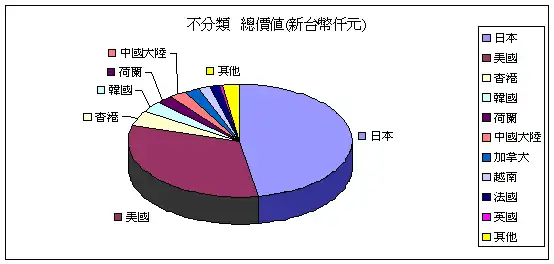 不分類 總價值(新台幣仟元)
中國大陸
荷蘭
韓國
香港
其他
日本
美國
日本
美國
香港
韓國
荷蘭
中國大陸
加拿大
越南
法國
英國
其他